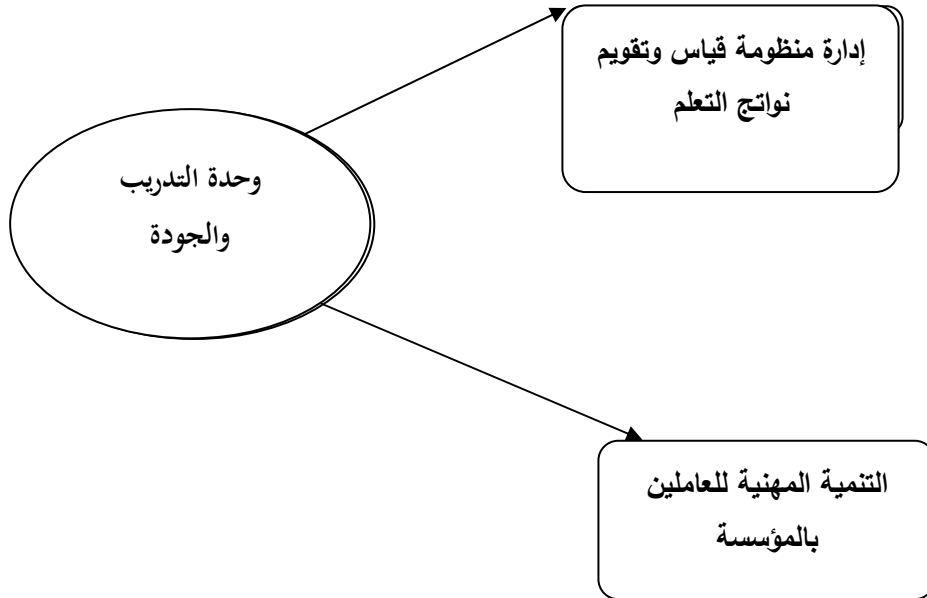 إدارة منظومة قياس وتقويم
نواتج التعلم
وحدة التدريب
والجودة
التنمية المهنية للعاملين
بالمؤسسة